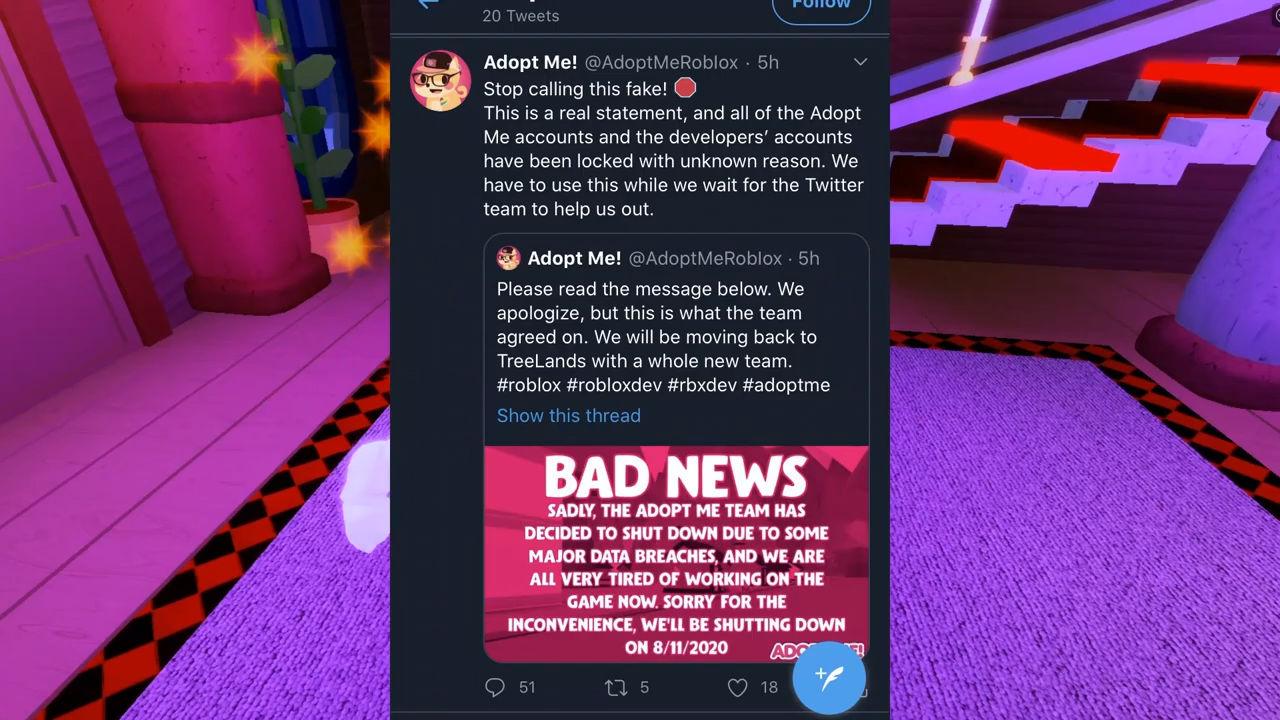 20 Tweets
Follow
Adopt Me! @AdoptMeRoblox · 5h
Stop calling this fake! 🛑
This is a real statement, and all of the Adopt
Me accounts and the developers’ accounts
have been locked with unknown reason. We
have to use this while we wait for the Twitter
team to help us out.
Adopt Me! @AdoptMeRoblox · 5h
Please read the message below. We
apologize, but this is what the team
agreed on. We will be moving back to
TreeLands with a whole new team.
#roblox #robloxdev #rbxdev #adoptme
Show this thread
BAD NEWS
SADLY, THE ADOPT ME TEAM HAS
DECIDED TO SHUT DOWN DUE TO SOME
MAJOR DATA BREACHES, AND WE ARE
ALL VERY TIRED OF WORKING ON THE
GAME NOW. SORRY FOR THE
INCONVENIENCE, WE'LL BE SHUTTING DOWN
ON 8/11/2020
51 5 18